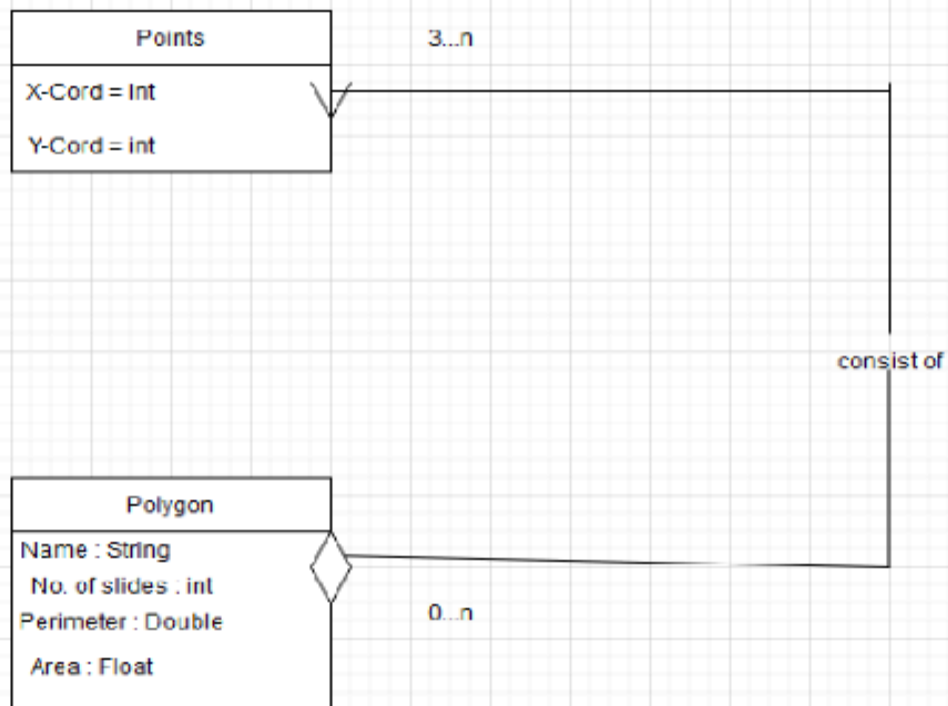 Points
3...n
X-Cord = Int
Y-Cord = int
consist of
Polygon
Name : String
No. of slides : int
0...n
Perimeter : Double
Area : Float